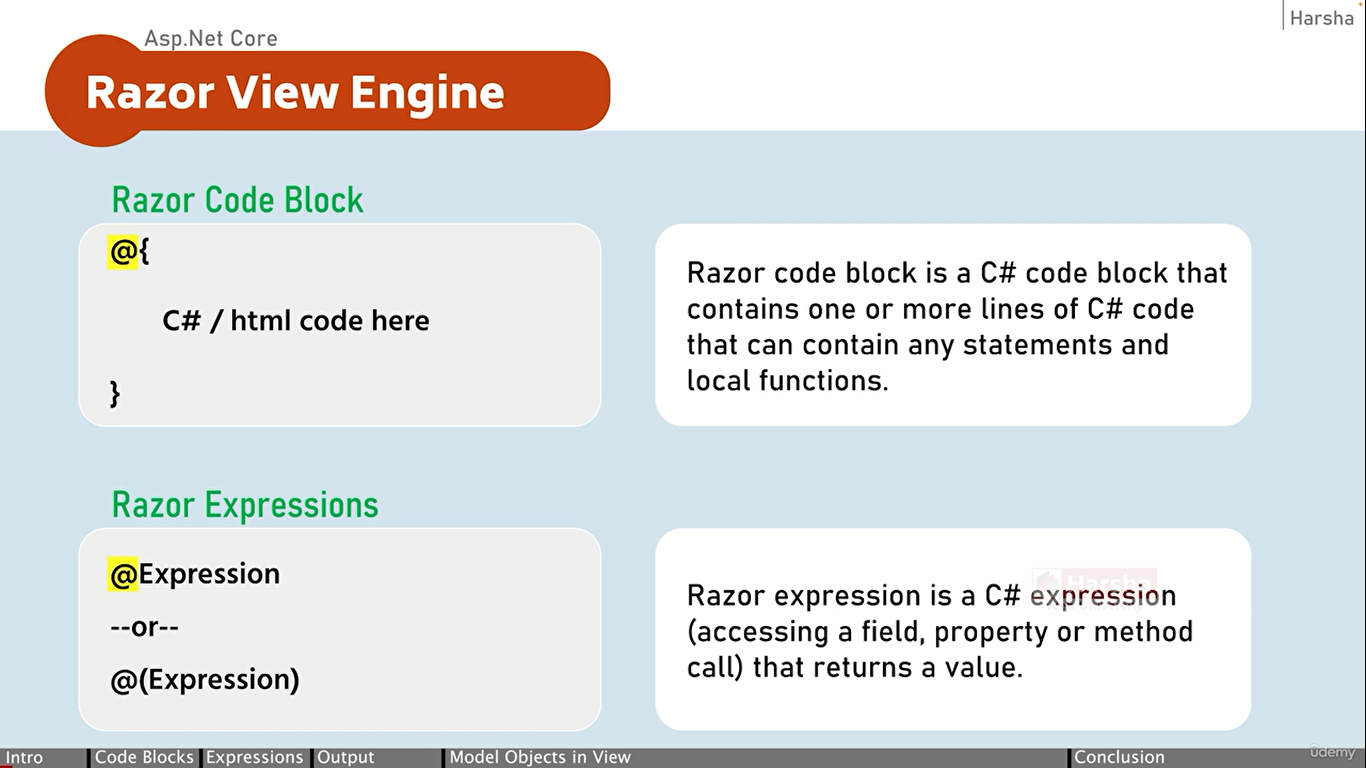 Harsha
Asp.Net Core
Razor View Engine
Razor Code Block
@{
C# / html code here
}
Razor code block is a C# code block that
contains one or more lines of C# code
that can contain any statements and
local functions.
Razor Expressions
@Expression
--or--
@(Expression)
Harsha
Razor expression is a C# expression
(accessing a field, property or method
call) that returns a value.
Intro
Code Blocks
Expressions
Output
Model Objects in View
Conclusion
ûdemy